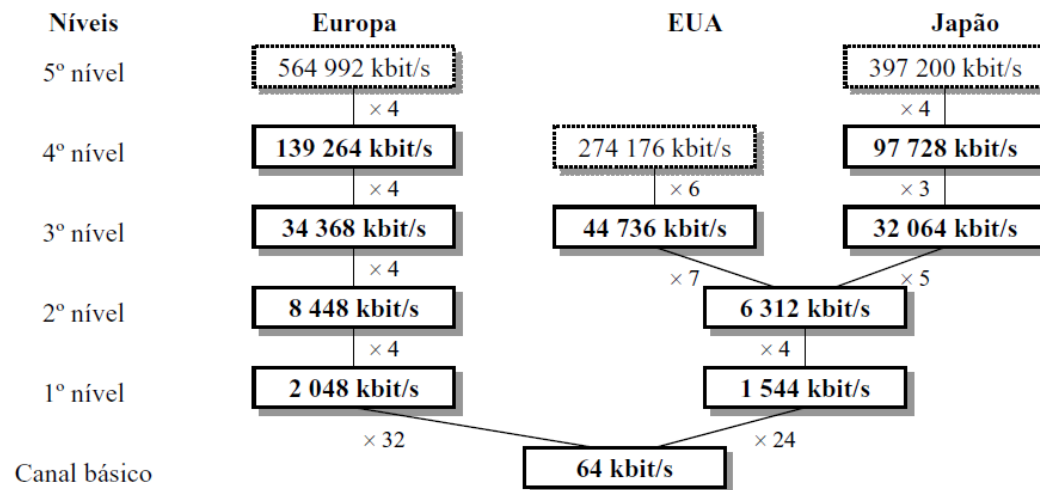 Níveis Europa EUA Japão
5º nível 564 992 kbit/s 397 200 kbit/s
× 4 × 4
4º nível 139 264 kbit/s 274 176 kbit/s 97 728 kbit/s
× 4 × 6 × 3
3º nível 34 368 kbit/s 44 736 kbit/s 32 064 kbit/s
× 4 × 7 × 5
2º nível 8 448 kbit/s 6 312 kbit/s
× 4 × 4
1º nível 2 048 kbit/s 1 544 kbit/s
× 32 × 24
Canal básico 64 kbit/s